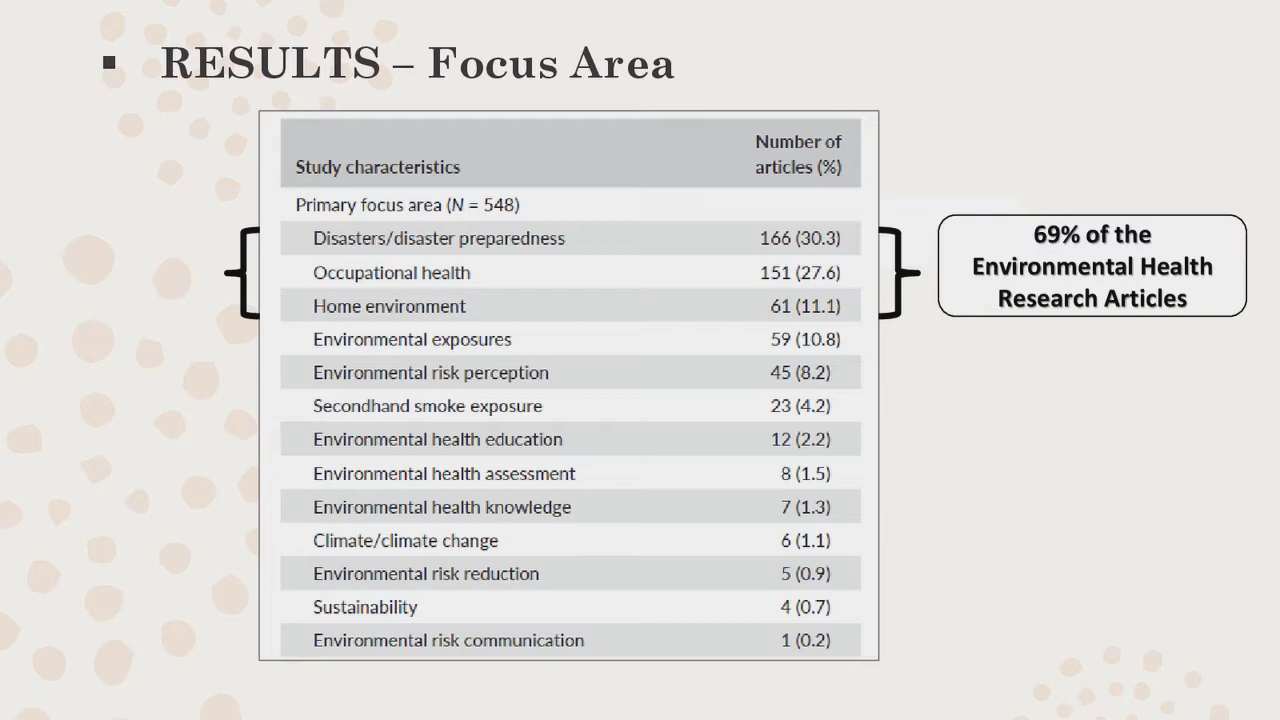 ▪ RESULTS – Focus Area
Study characteristics Number of articles (%)
Primary focus area (N = 548)
Disasters/disaster preparedness 166 (30.3)
Occupational health 151 (27.6)
Home environment 61 (11.1)
Environmental exposures 59 (10.8)
Environmental risk perception 45 (8.2)
Secondhand smoke exposure 23 (4.2)
Environmental health education 12 (2.2)
Environmental health assessment 8 (1.5)
Environmental health knowledge 7 (1.3)
Climate/climate change 6 (1.1)
Environmental risk reduction 5 (0.9)
Sustainability 4 (0.7)
Environmental risk communication 1 (0.2)
69% of the
Environmental Health
Research Articles